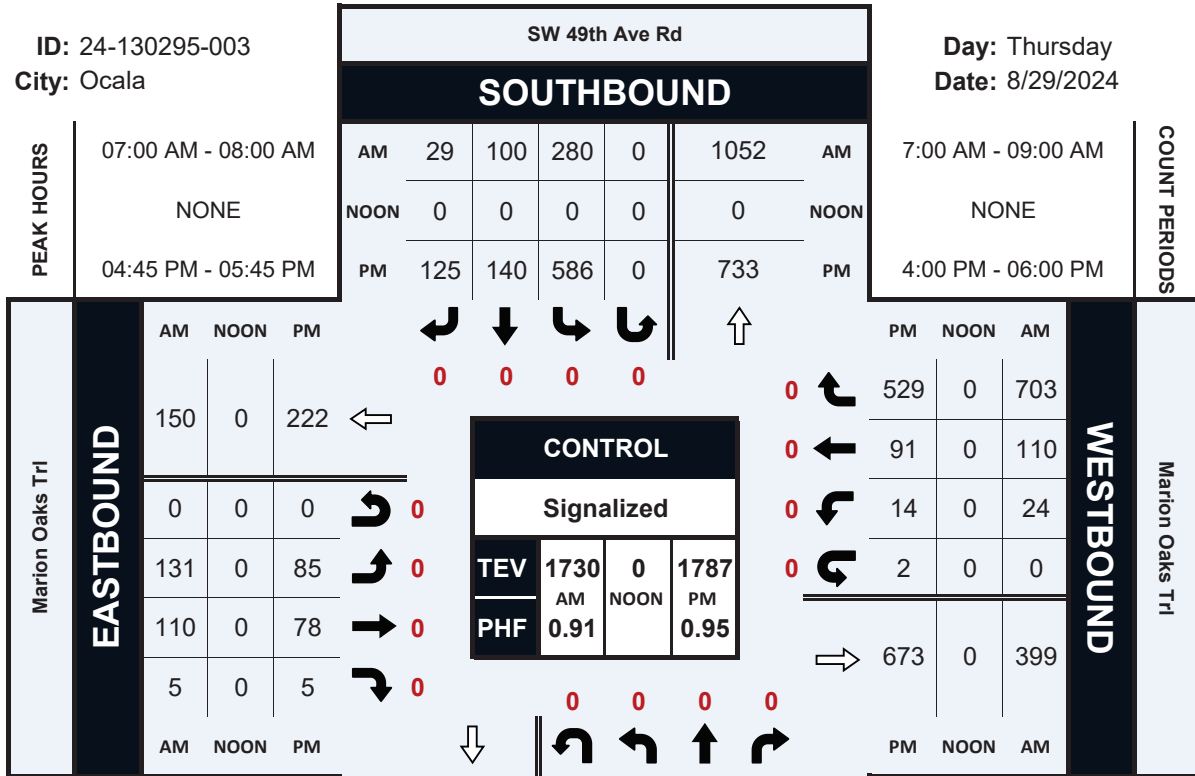 ID: 24-130295-003
City: Ocala
SW 49th Ave Rd
SOUTHBOUND
Day: Thursday
Date: 8/29/2024
PEAK HOURS
07:00 AM - 08:00 AM
NONE
04:45 PM - 05:45 PM
AM 29 100 280 0 1052 AM
NOON 0 0 0 0 0 NOON
PM 125 140 586 0 733 PM
7:00 AM - 09:00 AM
NONE
4:00 PM - 06:00 PM
COUNT PERIODS
0 0 0 0
Marion Oaks Trl
EASTBOUND
AM NOON PM
150 0 222
0 0 0 0
131 0 85 0
110 0 78 0
5 0 5 0
AM NOON PM
CONTROL
Signalized
TEV 1730 0 1787
AM NOON PM
PHF 0.91 0.95
PM NOON AM
0 529 0 703
0 91 0 110
0 14 0 24
0 2 0 0
673 0 399
PM NOON AM
WESTBOUND
Marion Oaks Trl
0 0 0 0